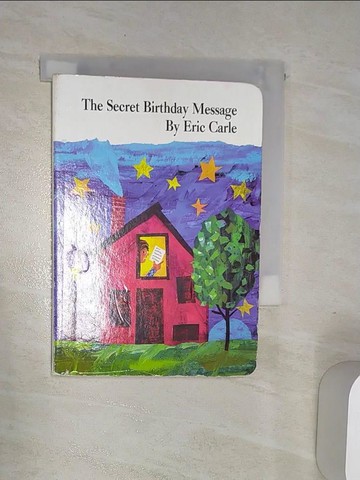 The Secret Birthday Message
By Eric Carle